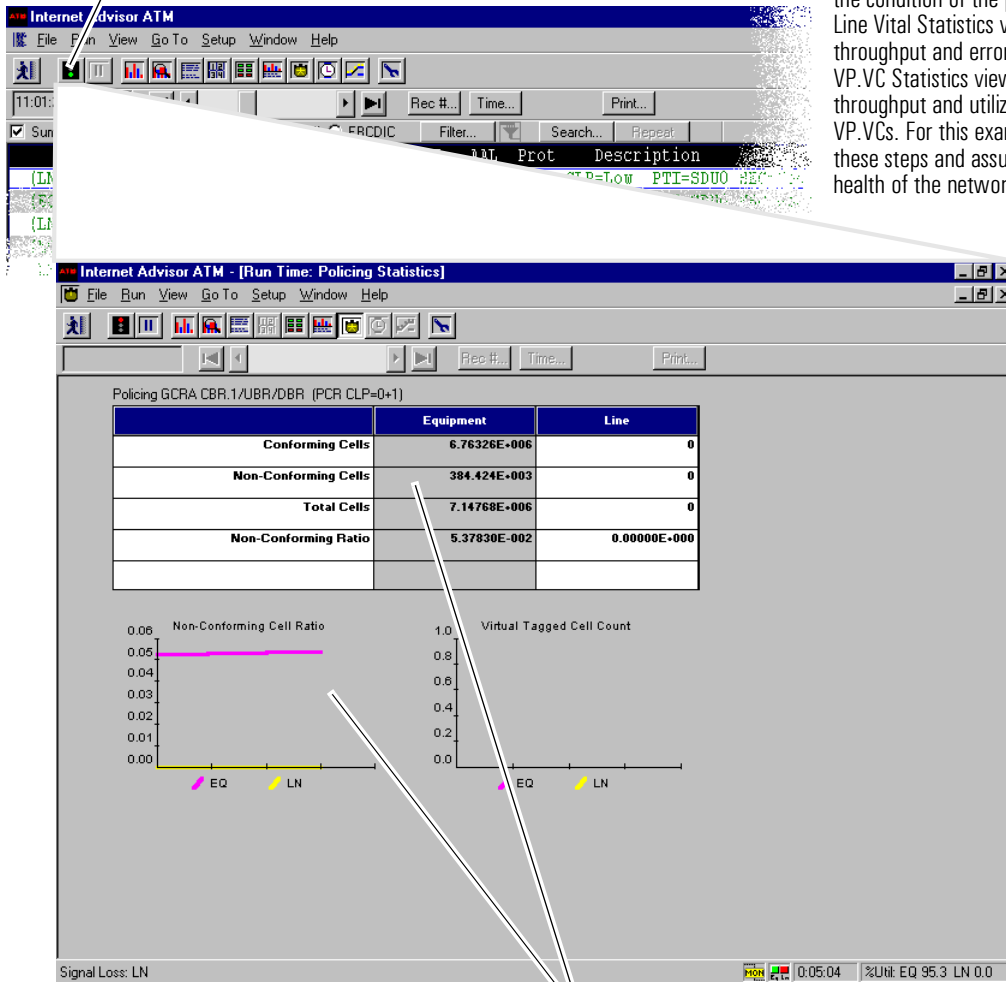 the condition of the
Line Vital Statistics
throughput and error
VP.VC Statistics view
throughput and utiliz
VP.VCs. For this exa
these steps and assu
health of the networ
Internet Advisor ATM
File Run View Go To Setup Window Help
11:01: Rec #... Time... Print...
Sun EBCDIC Filter... Search... Repeat
AAL Prot Description
(LN CLP=Low PTI=SDU0
(LN
Internet Advisor ATM - [Run Time: Policing Statistics]
File Run View Go To Setup Window Help
Rec #... Time... Print...
Policing GCRA CBR.1/UBR/DBR (PCR CLP=0+1)
Equipment Line
Conforming Cells 6.76326E+006 0
Non-Conforming Cells 384.424E+003 0
Total Cells 7.14768E+006 0
Non-Conforming Ratio 5.37830E-002 0.00000E+000
Non-Conforming Cell Ratio
0.06
0.05
0.04
0.03
0.02
0.01
0.00
EQ LN
Virtual Tagged Cell Count
1.0
0.8
0.6
0.4
0.2
0.0
EQ LN
Signal Loss: LN MON EQ LN 0:05:04 %Util: EQ 95.3 LN 0.0